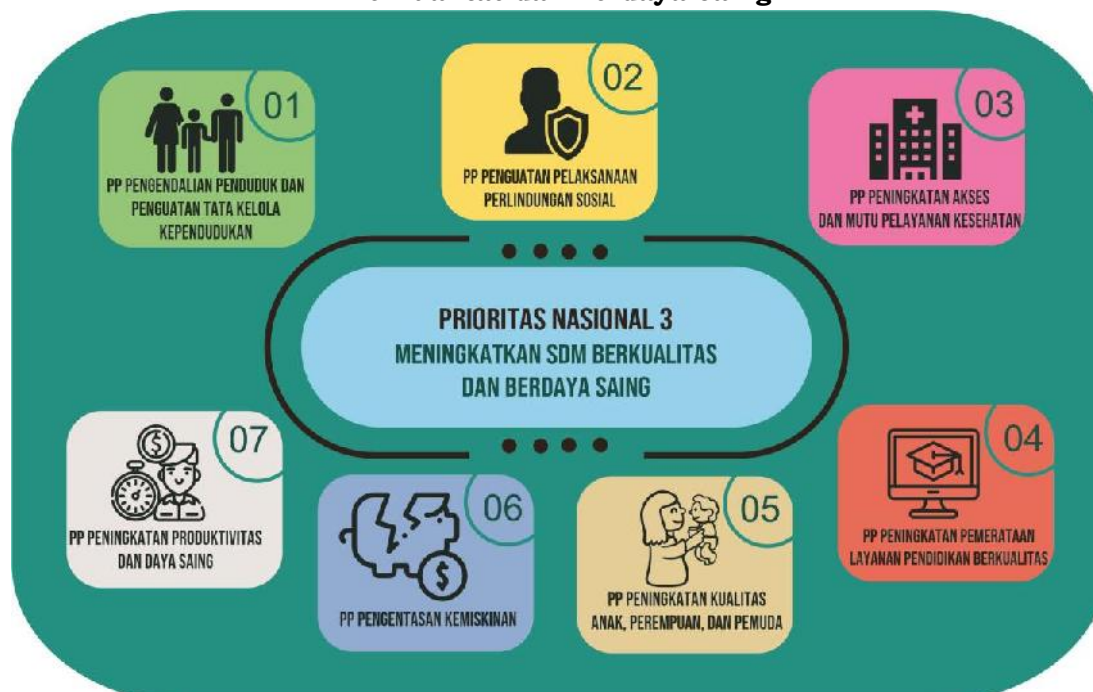 01
PP PENGENDALIAN PENDUDUK DAN
PENGUATAN TATA KELOLA
KEPENDUDUKAN
02
PP PENGUATAN PELAKSANAAN
PERLINDUNGAN SOSIAL
03
PP PENINGKATAN AKSES
DAN MUTU PELAYANAN KESEHATAN
PRIORITAS NASIONAL 3
MENINGKATKAN SDM BERKUALITAS
DAN BERDAYA SAING
04
PP PENINGKATAN PEMERATAAN
LAYANAN PENDIDIKAN BERKUALITAS
05
PP PENINGKATAN KUALITAS
ANAK, PEREMPUAN, DAN PEMUDA
06
PP PENGENTASAN KEMISKINAN
07
PP PENINGKATAN PRODUKTIVITAS
DAN DAYA SAING